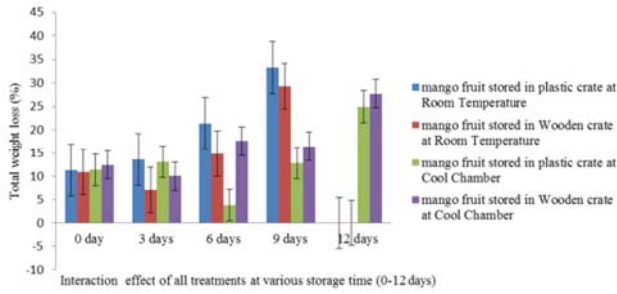 45
40
35
30
25
20
15
10
5
0
-5
-10
Total weight loss (%)
0 day 3 days 6 days 9 days 12 days
Interaction effect of all treatments at various storage time (0-12 days)
mango fruit stored in plastic crate at
Room Temperature
mango fruit stored in Wooden crate
at Room Temperature
mango fruit stored in plastic crate at
Cool Chamber
mango fruit stored in Wooden crate
at Cool Chamber